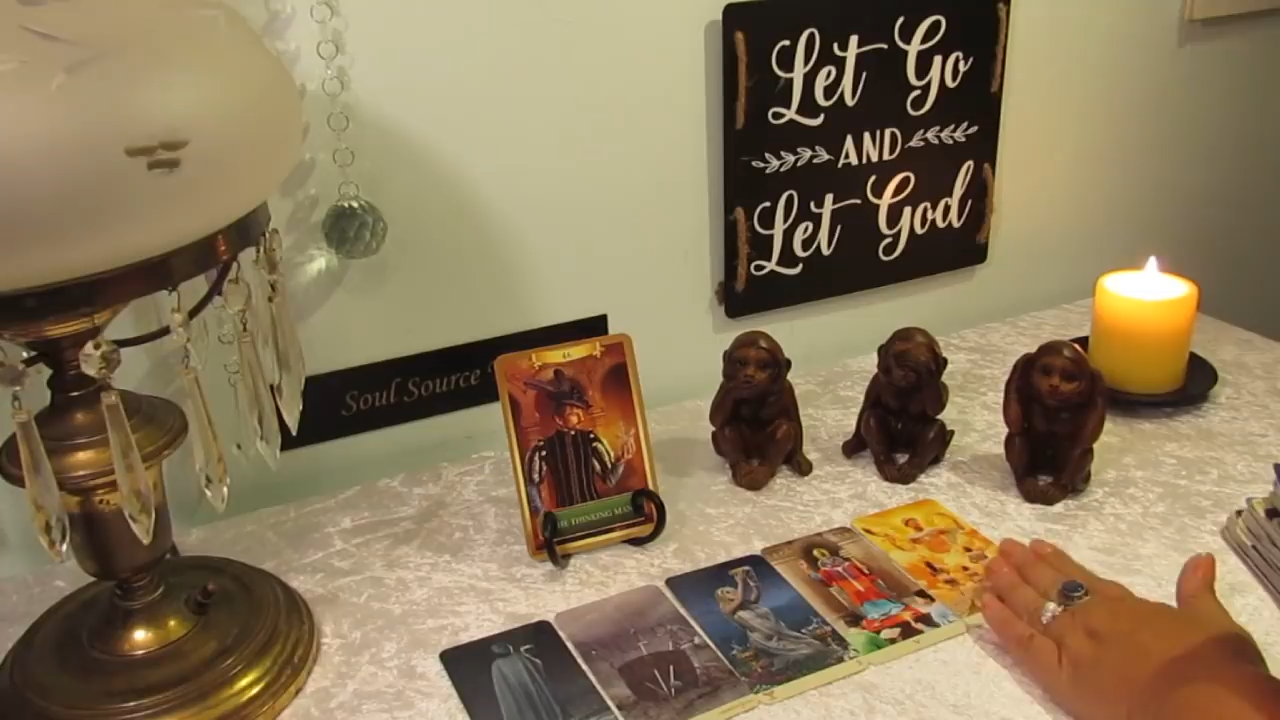 Let Go
AND
Let God
Soul Source
THE THINKING MAN